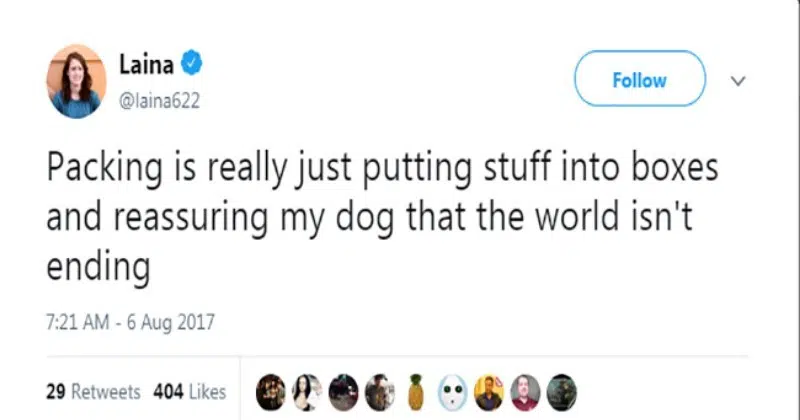 Laina
@laina622
Follow
Packing is really just putting stuff into boxes
and reassuring my dog that the world isn't
ending
7:21 AM - 6 Aug 2017
29 Retweets 404 Likes